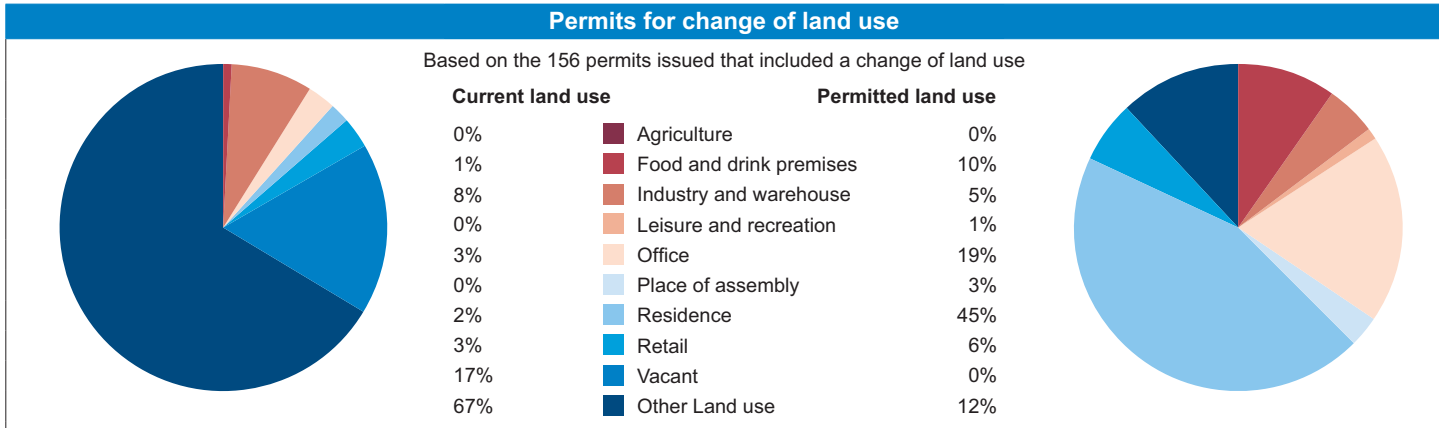 Permits for change of land use
Based on the 156 permits issued that included a change of land use
Current land use Permitted land use
0% Agriculture 0%
1% Food and drink premises 10%
8% Industry and warehouse 5%
0% Leisure and recreation 1%
3% Office 19%
0% Place of assembly 3%
2% Residence 45%
3% Retail 6%
17% Vacant 0%
67% Other Land use 12%